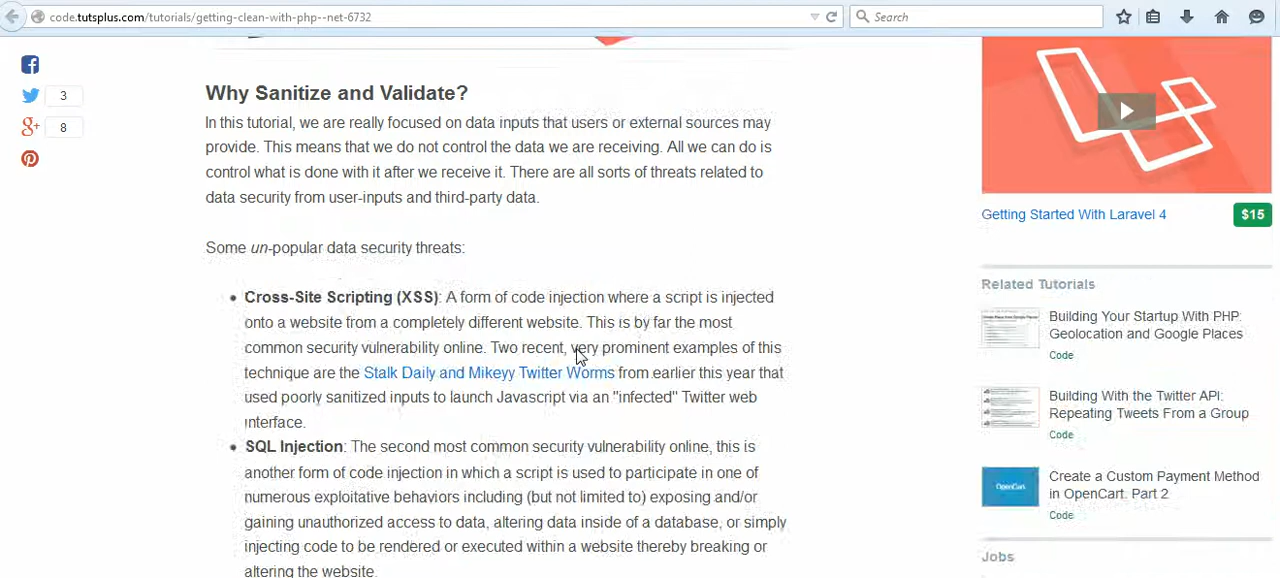 code.tutsplus.com/tutorials/getting-clean-with-php--net-6732
Search
3
8
Why Sanitize and Validate?
In this tutorial, we are really focused on data inputs that users or external sources may
provide. This means that we do not control the data we are receiving. All we can do is
control what is done with it after we receive it. There are all sorts of threats related to
data security from user-inputs and third-party data.
Some un-popular data security threats:
• Cross-Site Scripting (XSS): A form of code injection where a script is injected
onto a website from a completely different website. This is by far the most
common security vulnerability online. Two recent, very prominent examples of this
technique are the Stalk Daily and Mikeyy Twitter Worms from earlier this year that
used poorly sanitized inputs to launch Javascript via an "infected" Twitter web
interface.
• SQL Injection: The second most common security vulnerability online, this is
another form of code injection in which a script is used to participate in one of
numerous exploitative behaviors including (but not limited to) exposing and/or
gaining unauthorized access to data, altering data inside of a database, or simply
injecting code to be rendered or executed within a website thereby breaking or
altering the website.
Getting Started With Laravel 4
$15
Related Tutorials
Building Your Startup With PHP:
Geolocation and Google Places
Code
Building With the Twitter API:
Repeating Tweets From a Group
Code
OpenCart
Create a Custom Payment Method
in OpenCart. Part 2
Code
Jobs